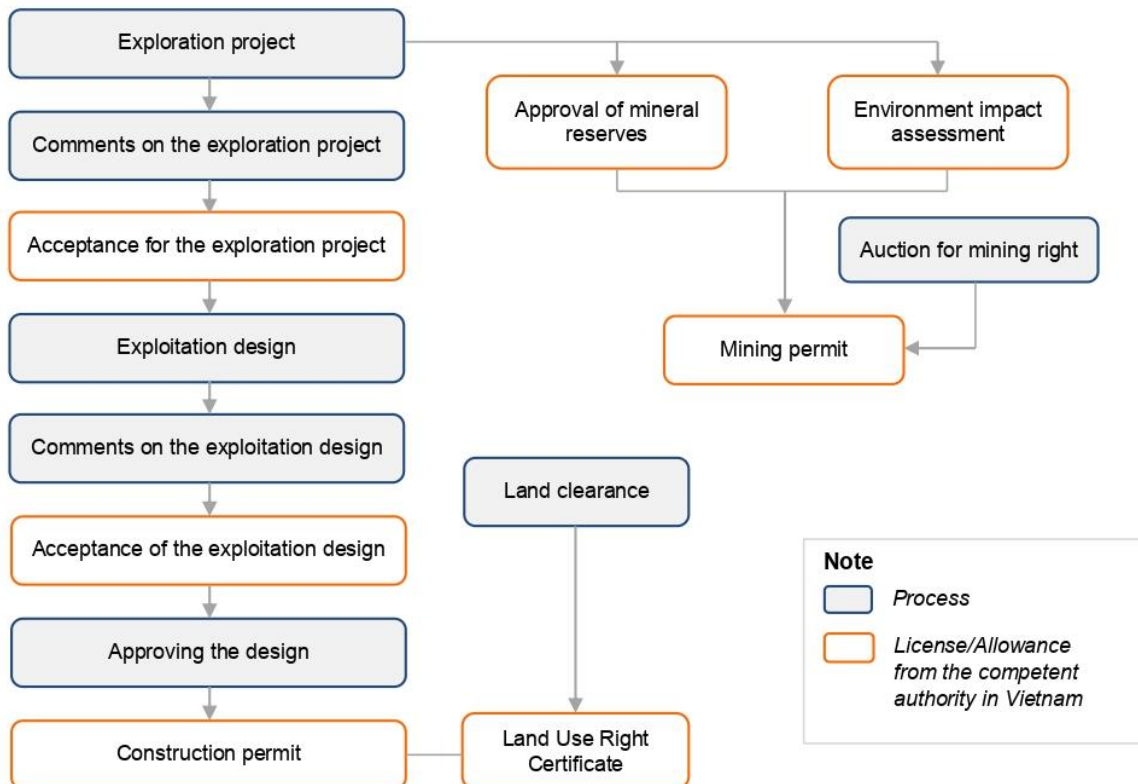 Exploration project
Comments on the exploration project
Acceptance for the exploration project
Exploitation design
Comments on the exploitation design
Acceptance of the exploitation design
Approving the design
Construction permit
Approval of mineral
reserves
Environment impact
assessment
Auction for mining right
Mining permit
Land clearance
Land Use Right
Certificate
Note
Process
License/Allowance
from the competent
authority in Vietnam